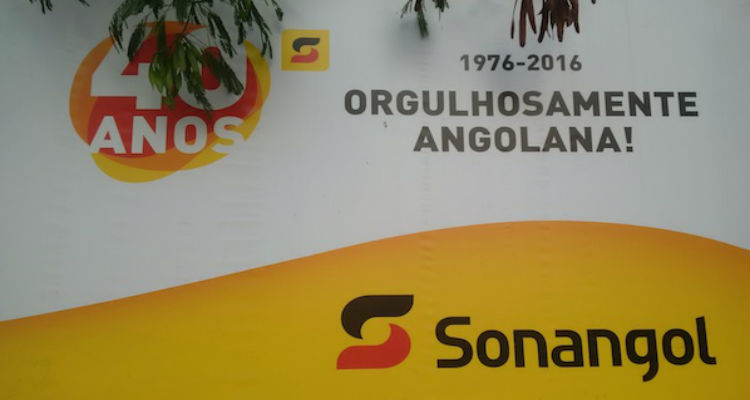 40
ANOS
1976-2016
ORGULHOSAMENTE
ANGOLANA!
Sonangol